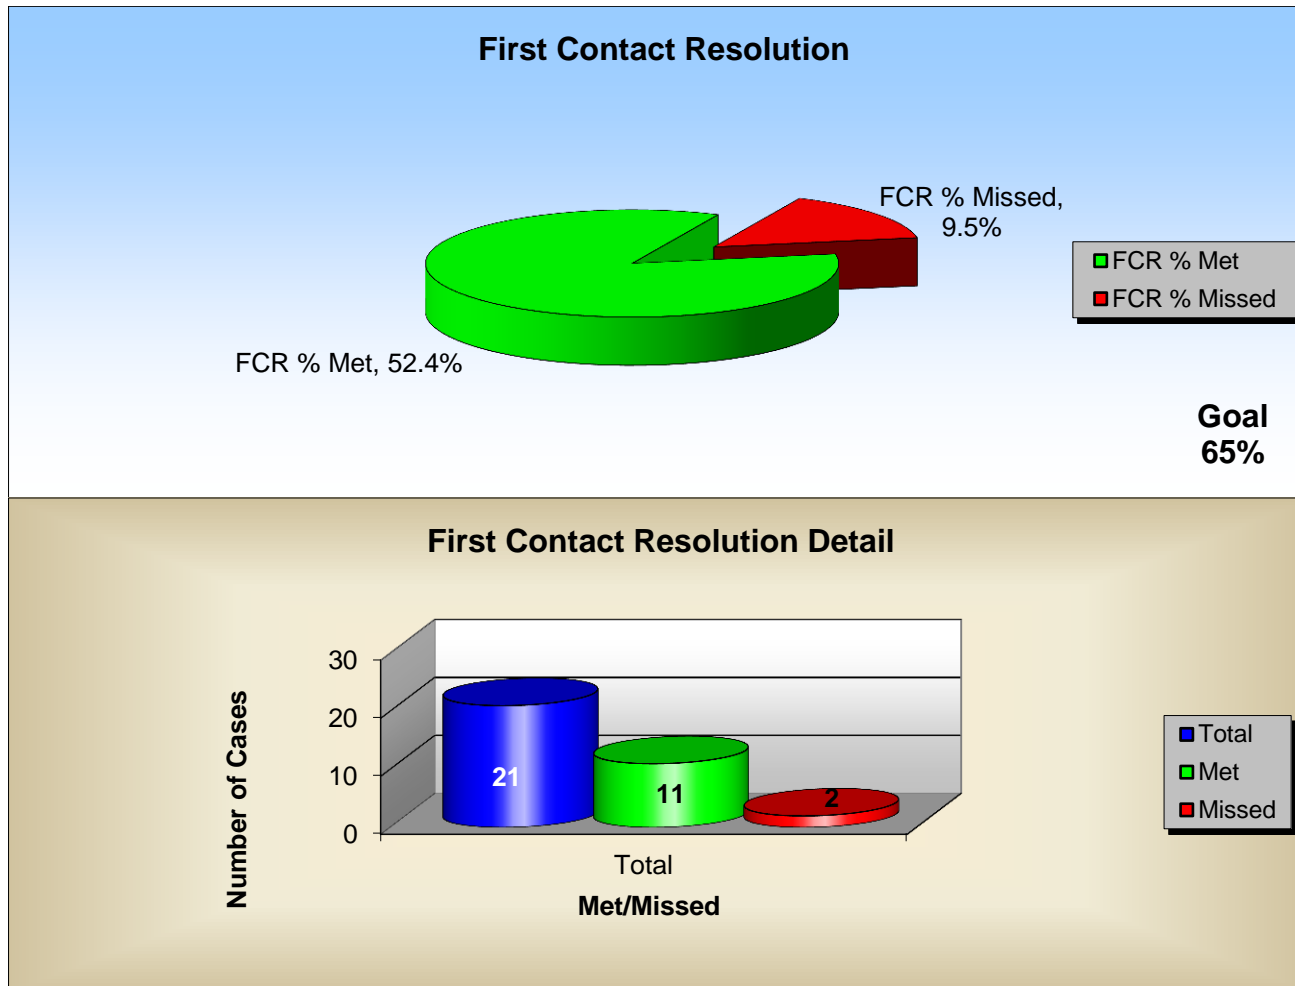 First Contact Resolution
FCR % Missed,
9.5%
FCR % Met
FCR % Missed
FCR % Met, 52.4%
Goal
65%
First Contact Resolution Detail
Number of Cases
30
20
10
0
21
11
2
Total
Met/Missed
Total
Met
Missed